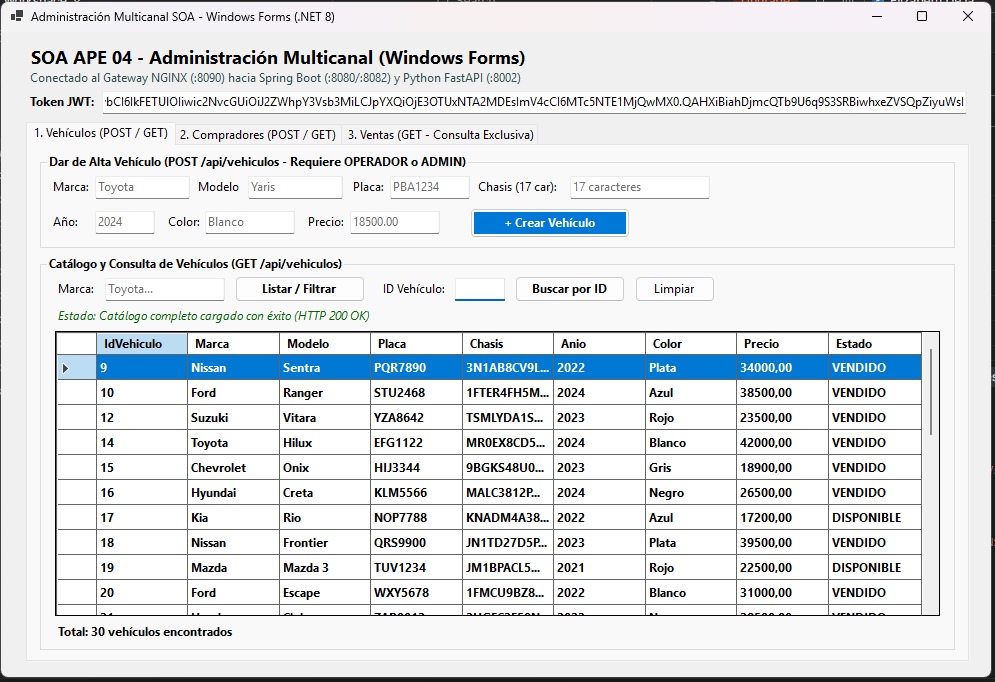 Administración Multicanal SOA - Windows Forms (.NET 8)
SOA APE 04 - Administración Multicanal (Windows Forms)
Conectado al Gateway NGINX (:8090) hacia Spring Boot (:8080/:8082) y Python FastAPI (:8002)
Token JWT:
1. Vehículos (POST / GET) 2. Compradores (POST / GET) 3. Ventas (GET - Consulta Exclusiva)
Dar de Alta Vehículo (POST /api/vehiculos - Requiere OPERADOR o ADMIN)
Marca: Toyota Modelo Yaris Placa: PBA1234 Chasis (17 car): 17 caracteres
Año: 2024 Color: Blanco Precio: 18500.00 + Crear Vehículo
Catálogo y Consulta de Vehículos (GET /api/vehiculos)
Marca: Toyota... Listar / Filtrar ID Vehículo: Buscar por ID Limpiar
Estado: Catálogo completo cargado con éxito (HTTP 200 OK)
IdVehiculo Marca Modelo Placa Chasis Anio Color Precio Estado
9 Nissan Sentra PQR7890 3N1AB8CV9L... 2022 Plata 34000,00 VENDIDO
10 Ford Ranger STU2468 1FTER4FH5M... 2024 Azul 38500,00 VENDIDO
12 Suzuki Vitara YZA8642 TSMLYDA1S... 2023 Rojo 23500,00 VENDIDO
14 Toyota Hilux EFG1122 MR0EX8CD5... 2024 Blanco 42000,00 VENDIDO
15 Chevrolet Onix HIJ3344 9BGKS48U0... 2023 Gris 18900,00 VENDIDO
16 Hyundai Creta KLM5566 MALC3812P... 2024 Negro 26500,00 VENDIDO
17 Kia Rio NOP7788 KNADM4A38... 2022 Azul 17200,00 DISPONIBLE
18 Nissan Frontier QRS9900 JN1TD27D5P... 2023 Plata 39500,00 VENDIDO
19 Mazda Mazda 3 TUV1234 JM1BPACL5... 2021 Rojo 22500,00 DISPONIBLE
20 Ford Escape WXY5678 1FMCU9BZ8... 2022 Blanco 31000,00 VENDIDO
Total: 30 vehículos encontrados